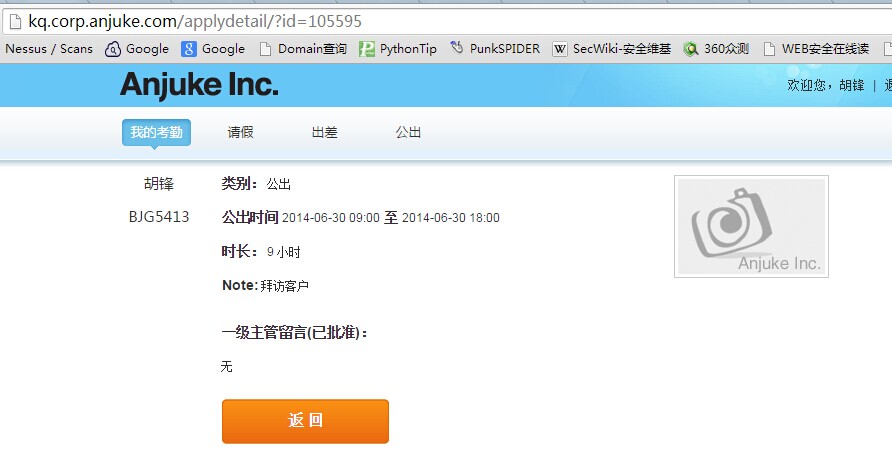 kq.corp.anjuke.com/applydetail/?id=105595
Nessus / Scans Google Google Domain查询 PythonTip PunkSPIDER SecWiki-安全维基 360众测 WEB安全在线读
Anjuke Inc.
欢迎您，胡锋 | 退
我的考勤 请假 出差 公出
胡锋 类别：公出
BJG5413 公出时间 2014-06-30 09:00 至 2014-06-30 18:00
时长：9 小时
Note: 拜访客户
Anjuke Inc.
一级主管留言(已批准)：
无
返 回